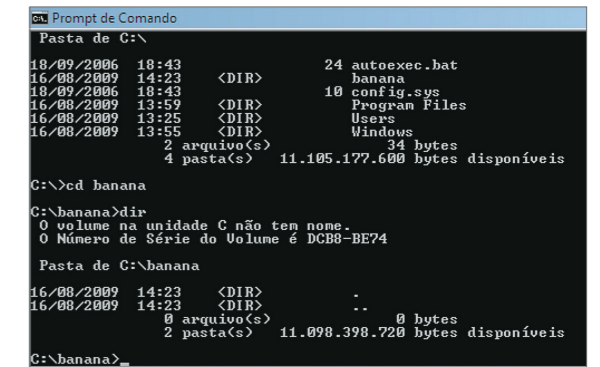 Prompt de Comando
Pasta de C:\
18/09/2006 18:43 24 autoexec.bat
16/08/2009 14:23 <DIR> banana
18/09/2006 18:43 10 config.sys
16/08/2009 13:59 <DIR> Program Files
16/08/2009 13:25 <DIR> Users
16/08/2009 13:55 <DIR> Windows
2 arquivo(s) 34 bytes
4 pasta(s) 11.105.177.600 bytes disponíveis
C:\>cd banana
C:\banana>dir
O volume na unidade C não tem nome.
O Número de Série do Volume é DCB8-BE74
Pasta de C:\banana
16/08/2009 14:23 <DIR> .
16/08/2009 14:23 <DIR> ..
0 arquivo(s) 0 bytes
2 pasta(s) 11.098.398.720 bytes disponíveis
C:\banana>_